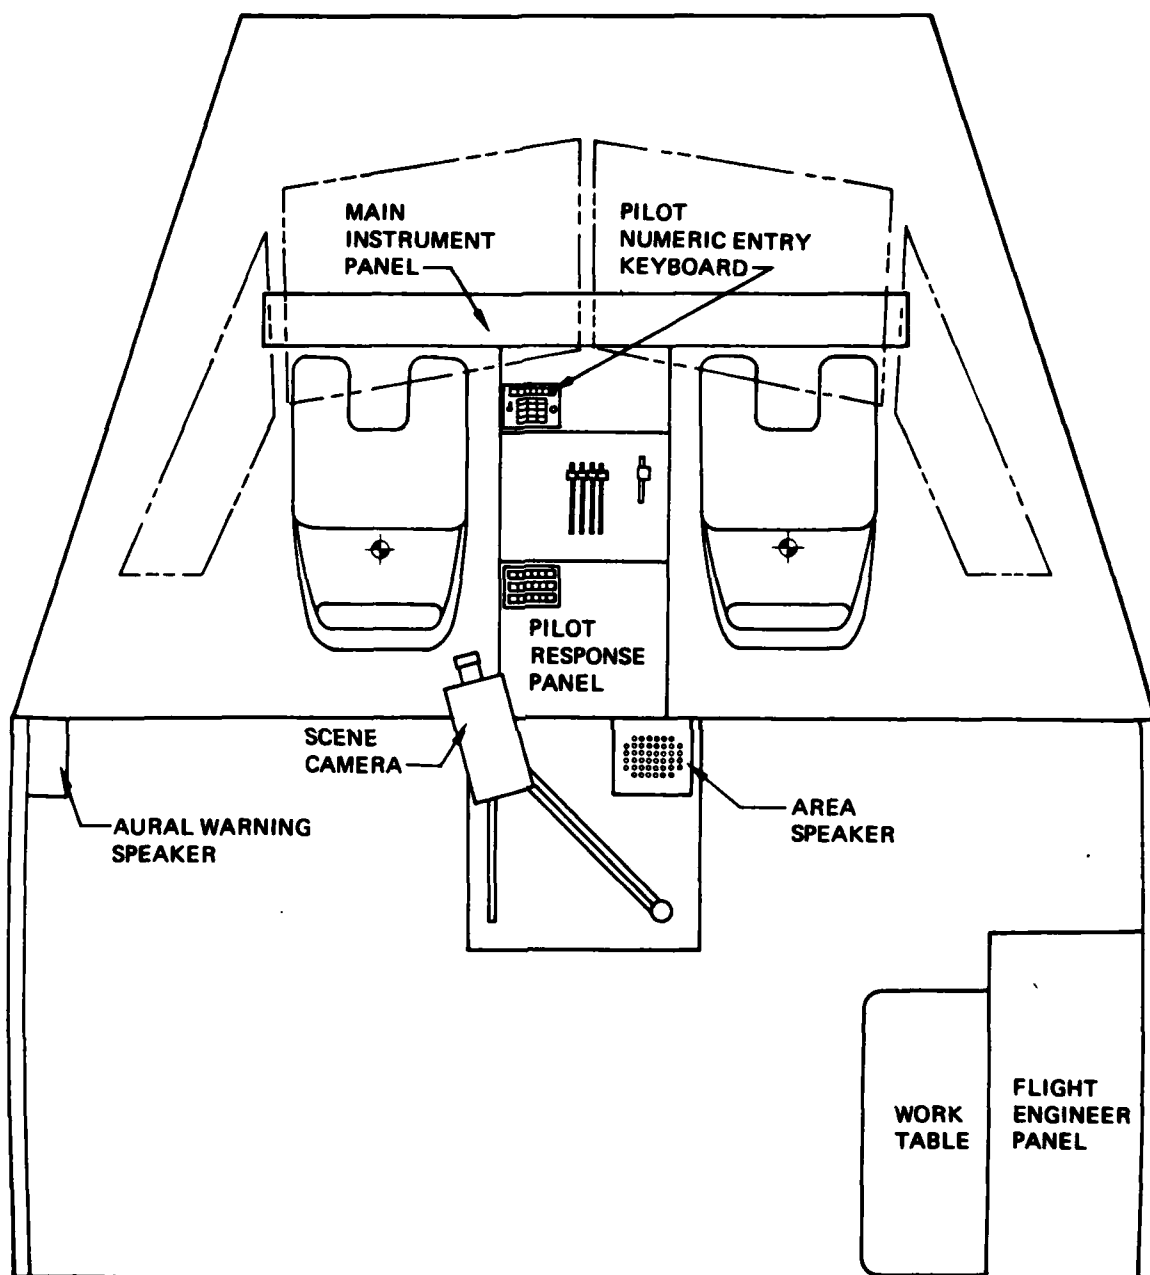 MAIN
INSTRUMENT
PANEL
PILOT
NUMERIC ENTRY
KEYBOARD
PILOT
RESPONSE
PANEL
SCENE
CAMERA
AREA
SPEAKER
AURAL WARNING
SPEAKER
WORK
TABLE
FLIGHT
ENGINEER
PANEL